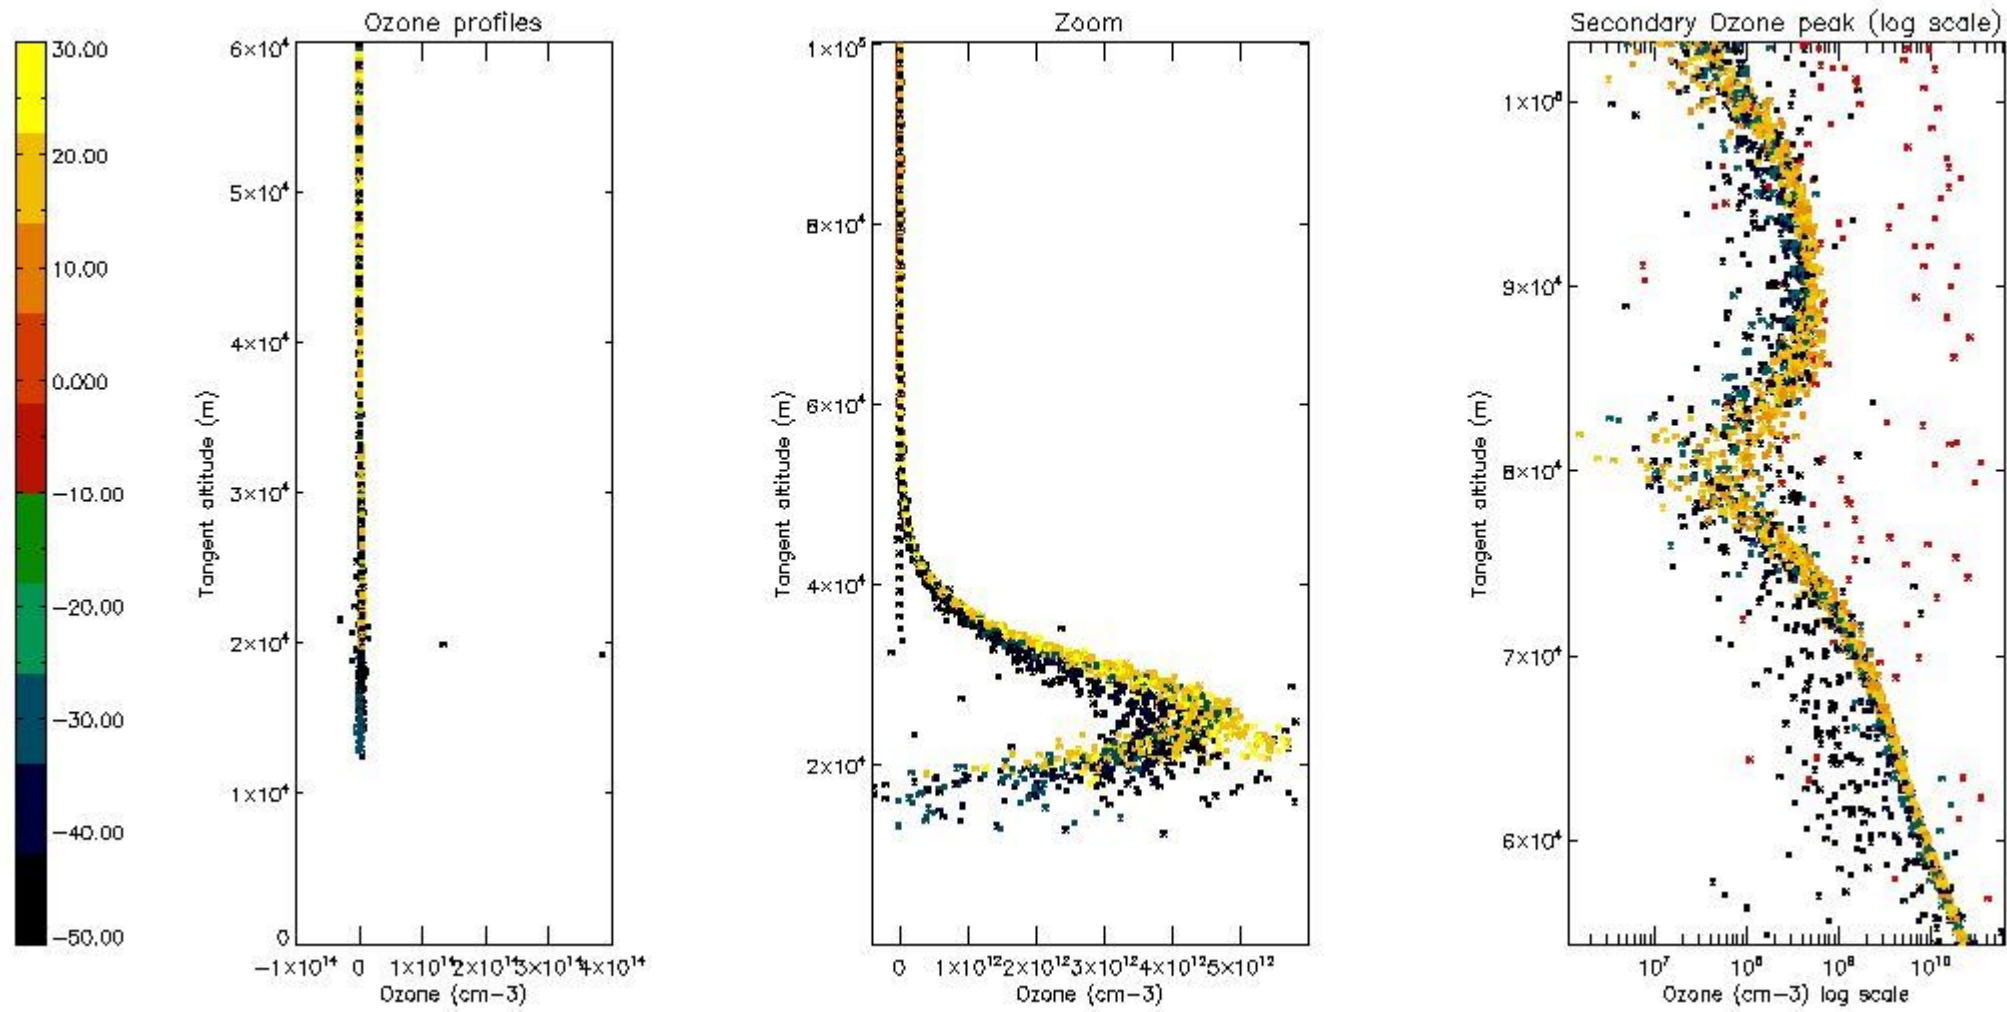 Ozone profiles
Zoom
Secondary Ozone peak (log scale)
30.00
20.00
10.00
0.000
−10.00
−20.00
−30.00
−40.00
−50.00
Tangent altitude (m)
6×10⁴
5×10⁴
4×10⁴
3×10⁴
2×10⁴
1×10⁴
0
−1×10¹⁴ 0 1×10¹⁴ 2×10¹⁴ 3×10¹⁴ 4×10¹⁴
Ozone (cm−3)
Tangent altitude (m)
1×10⁵
8×10⁴
6×10⁴
4×10⁴
2×10⁴
0 1×10¹² 2×10¹² 3×10¹² 4×10¹² 5×10¹²
Ozone (cm−3)
Tangent altitude (m)
1×10⁵
9×10⁴
8×10⁴
7×10⁴
6×10⁴
10⁷ 10⁸ 10⁹ 10¹⁰
Ozone (cm−3) log scale